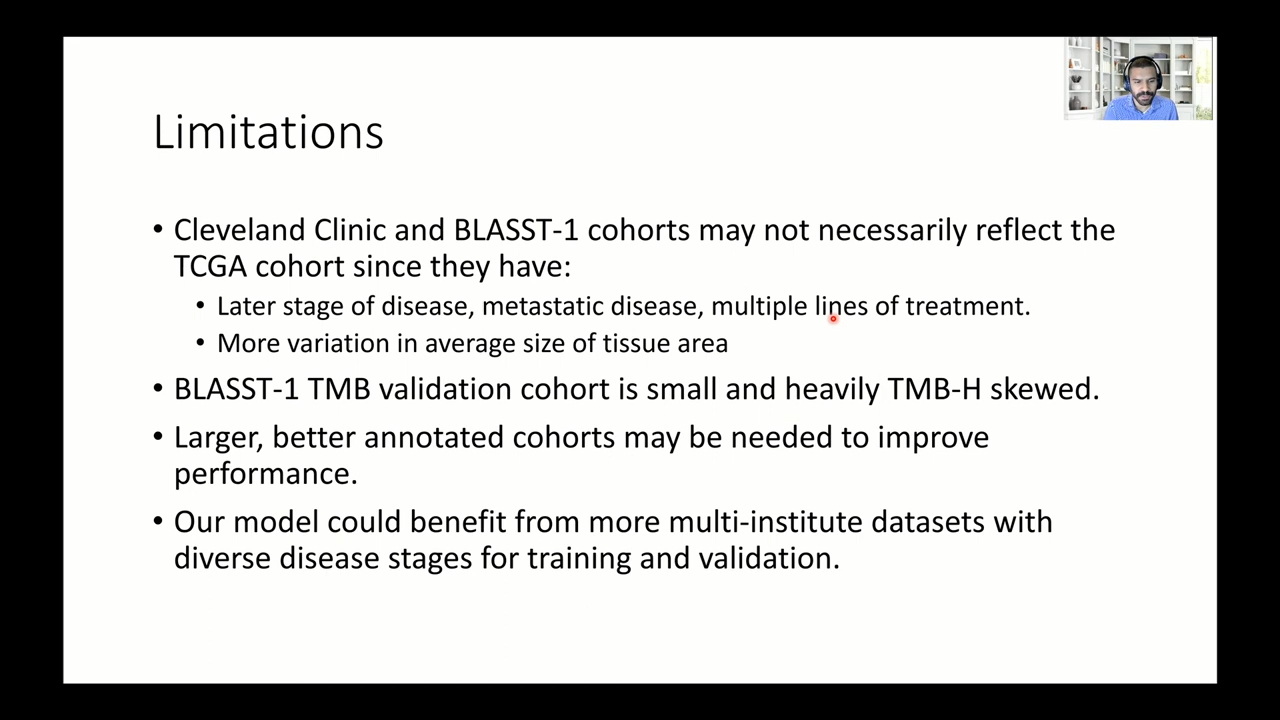 Limitations
• Cleveland Clinic and BLASST-1 cohorts may not necessarily reflect the
TCGA cohort since they have:
• Later stage of disease, metastatic disease, multiple lines of treatment.
• More variation in average size of tissue area
• BLASST-1 TMB validation cohort is small and heavily TMB-H skewed.
• Larger, better annotated cohorts may be needed to improve
performance.
• Our model could benefit from more multi-institute datasets with
diverse disease stages for training and validation.